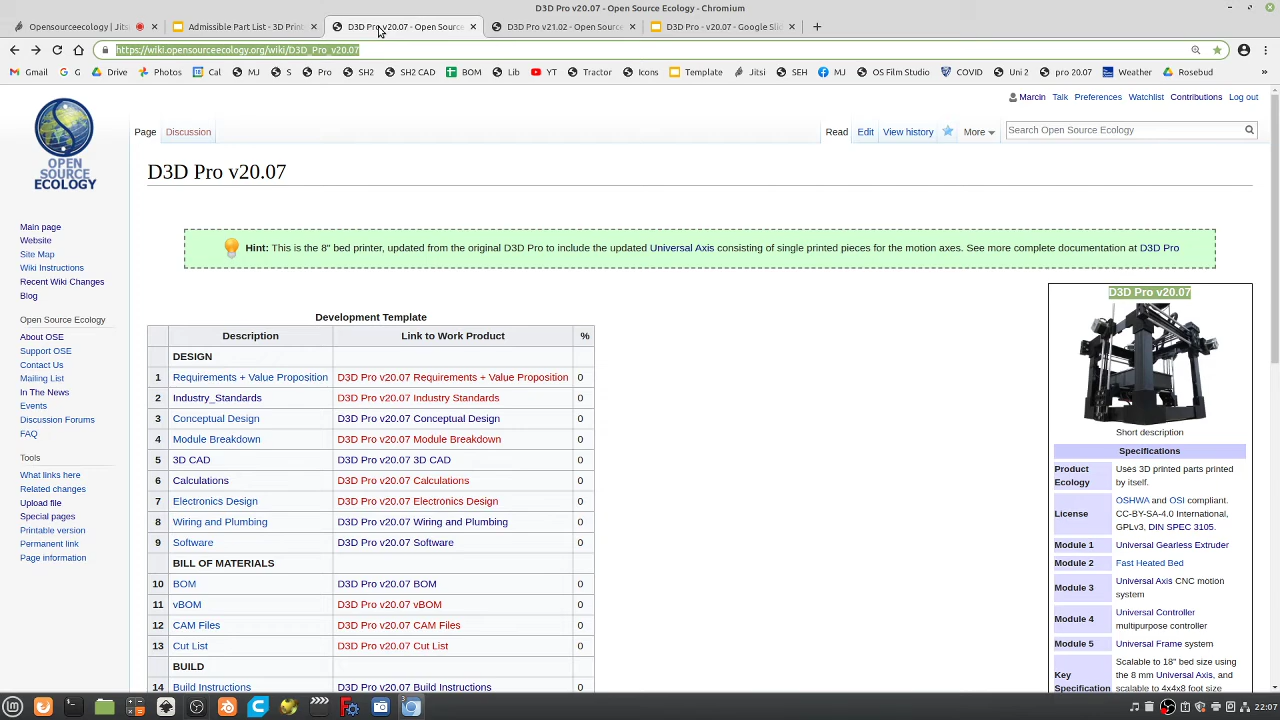 D3D Pro v20.07 - Open Source Ecology - Chromium
Opensourceecology | Jits
Admissible Part List - 3D Print
D3D Pro v20.07 - Open Sourc
D3D Pro v21.02 - Open Sourc
D3D Pro - v20.07 - Google Slid
https://wiki.opensourceecology.org/wiki/D3D_Pro_v20.07
Gmail G Drive Photos Cal MJ S Pro SH2 SH2 CAD BOM Lib YT Tractor Icons Template Jitsi SEH MJ OS Film Studio COVID Uni 2 pro 20.07 Weather Rosebud »
Marcin Talk Preferences Watchlist Contributions Log out
Page Discussion Read Edit View history More Search Open Source Ecology
OPEN
SOURCE
ECOLOGY
D3D Pro v20.07
Main page
Website
Site Map
Wiki Instructions
Recent Wiki Changes
Blog
Open Source Ecology
About OSE
Support OSE
Contact Us
Mailing List
In The News
Events
Discussion Forums
FAQ
Tools
What links here
Related changes
Upload file
Special pages
Printable version
Permanent link
Page information
Hint: This is the 8" bed printer, updated from the original D3D Pro to include the updated Universal Axis consisting of single printed pieces for the motion axes. See more complete documentation at D3D Pro
Development Template
Description Link to Work Product %
DESIGN
1 Requirements + Value Proposition D3D Pro v20.07 Requirements + Value Proposition 0
2 Industry_Standards D3D Pro v20.07 Industry Standards 0
3 Conceptual Design D3D Pro v20.07 Conceptual Design 0
4 Module Breakdown D3D Pro v20.07 Module Breakdown 0
5 3D CAD D3D Pro v20.07 3D CAD 0
6 Calculations D3D Pro v20.07 Calculations 0
7 Electronics Design D3D Pro v20.07 Electronics Design 0
8 Wiring and Plumbing D3D Pro v20.07 Wiring and Plumbing 0
9 Software D3D Pro v20.07 Software 0
BILL OF MATERIALS
10 BOM D3D Pro v20.07 BOM 0
11 vBOM D3D Pro v20.07 vBOM 0
12 CAM Files D3D Pro v20.07 CAM Files 0
13 Cut List D3D Pro v20.07 Cut List 0
BUILD
14 Build Instructions D3D Pro v20.07 Build Instructions 0
D3D Pro v20.07
Short description
Specifications
Product Ecology Uses 3D printed parts printed
by itself.
License OSHWA and OSI compliant.
CC-BY-SA-4.0 International,
GPLv3. DIN SPEC 3105.
Module 1 Universal Gearless Extruder
Module 2 Fast Heated Bed
Module 3 Universal Axis CNC motion
system
Module 4 Universal Controller
multipurpose controller
Module 5 Universal Frame system
Key Specification Scalable to 18" bed size using
the 8 mm Universal Axis, and
scalable to 4x4x8 foot size
22:07